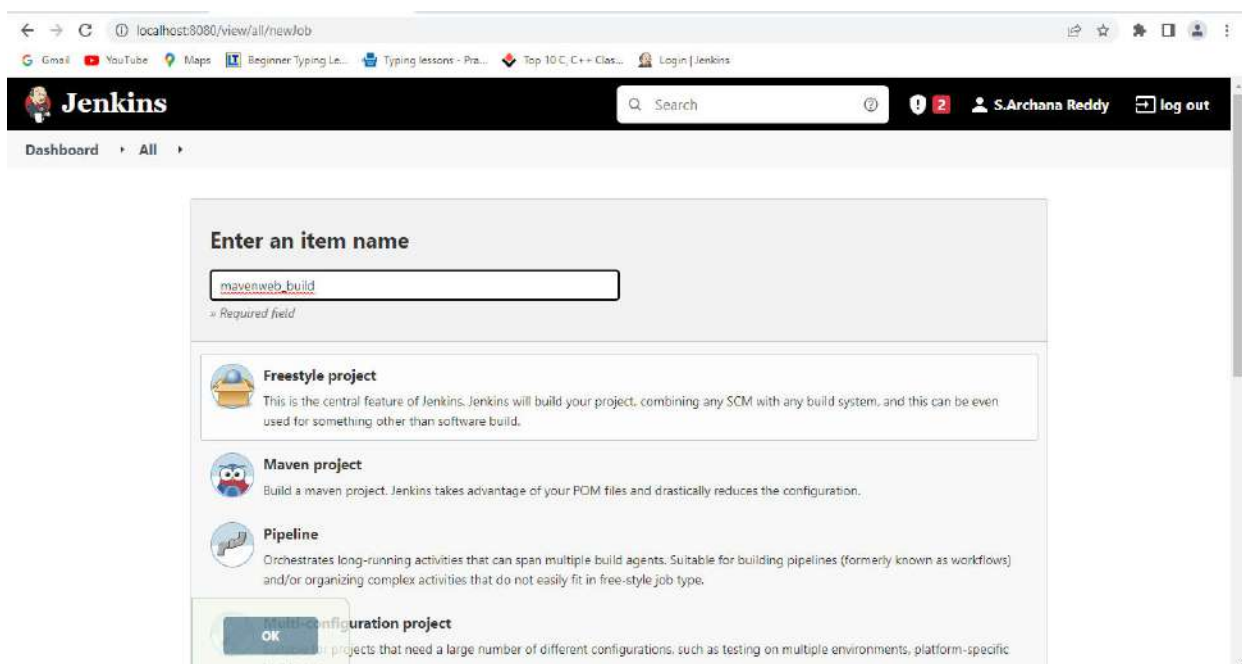 localhost:8080/view/all/newJob
Gmail YouTube Maps Beginner Typing Le... Typing lessons - Pra... Top 10 C, C++ Clas... Login | Jenkins
Jenkins Search 2 S.Archana Reddy log out
Dashboard All
Enter an item name
mavenweb_build
» Required field
Freestyle project
This is the central feature of Jenkins. Jenkins will build your project, combining any SCM with any build system, and this can be even
used for something other than software build.
Maven project
Build a maven project. Jenkins takes advantage of your POM files and drastically reduces the configuration.
Pipeline
Orchestrates long-running activities that can span multiple build agents. Suitable for building pipelines (formerly known as workflows)
and/or organizing complex activities that do not easily fit in free-style job type.
Multi-configuration project
OK
projects that need a large number of different configurations, such as testing on multiple environments, platform-specific